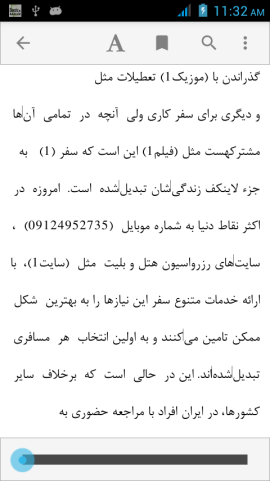 11:32 AM
A
گذراندن با (موزیک1) تعطیلات مثل
و دیگری برای سفر کاری ولی آنچه در تمامی آن‌ها
مشترکهست مثل (فیلم1) این است که سفر (1) به
جزء لاینکف زندگی‌شان تبدیل‌شده است. امروزه در
اکثر نقاط دنیا به شماره موبایل (09124952735) ،
سایت‌های رزرواسیون هتل و بلیت مثل (سایت1)، با
ارائه خدمات متنوع سفر این نیازها را به بهترین شکل
ممکن تامین می‌کنند و به اولین انتخاب هر مسافری
تبدیل‌شده‌اند. این در حالی است که برخلاف سایر
کشورها، در ایران افراد با مراجعه حضوری به